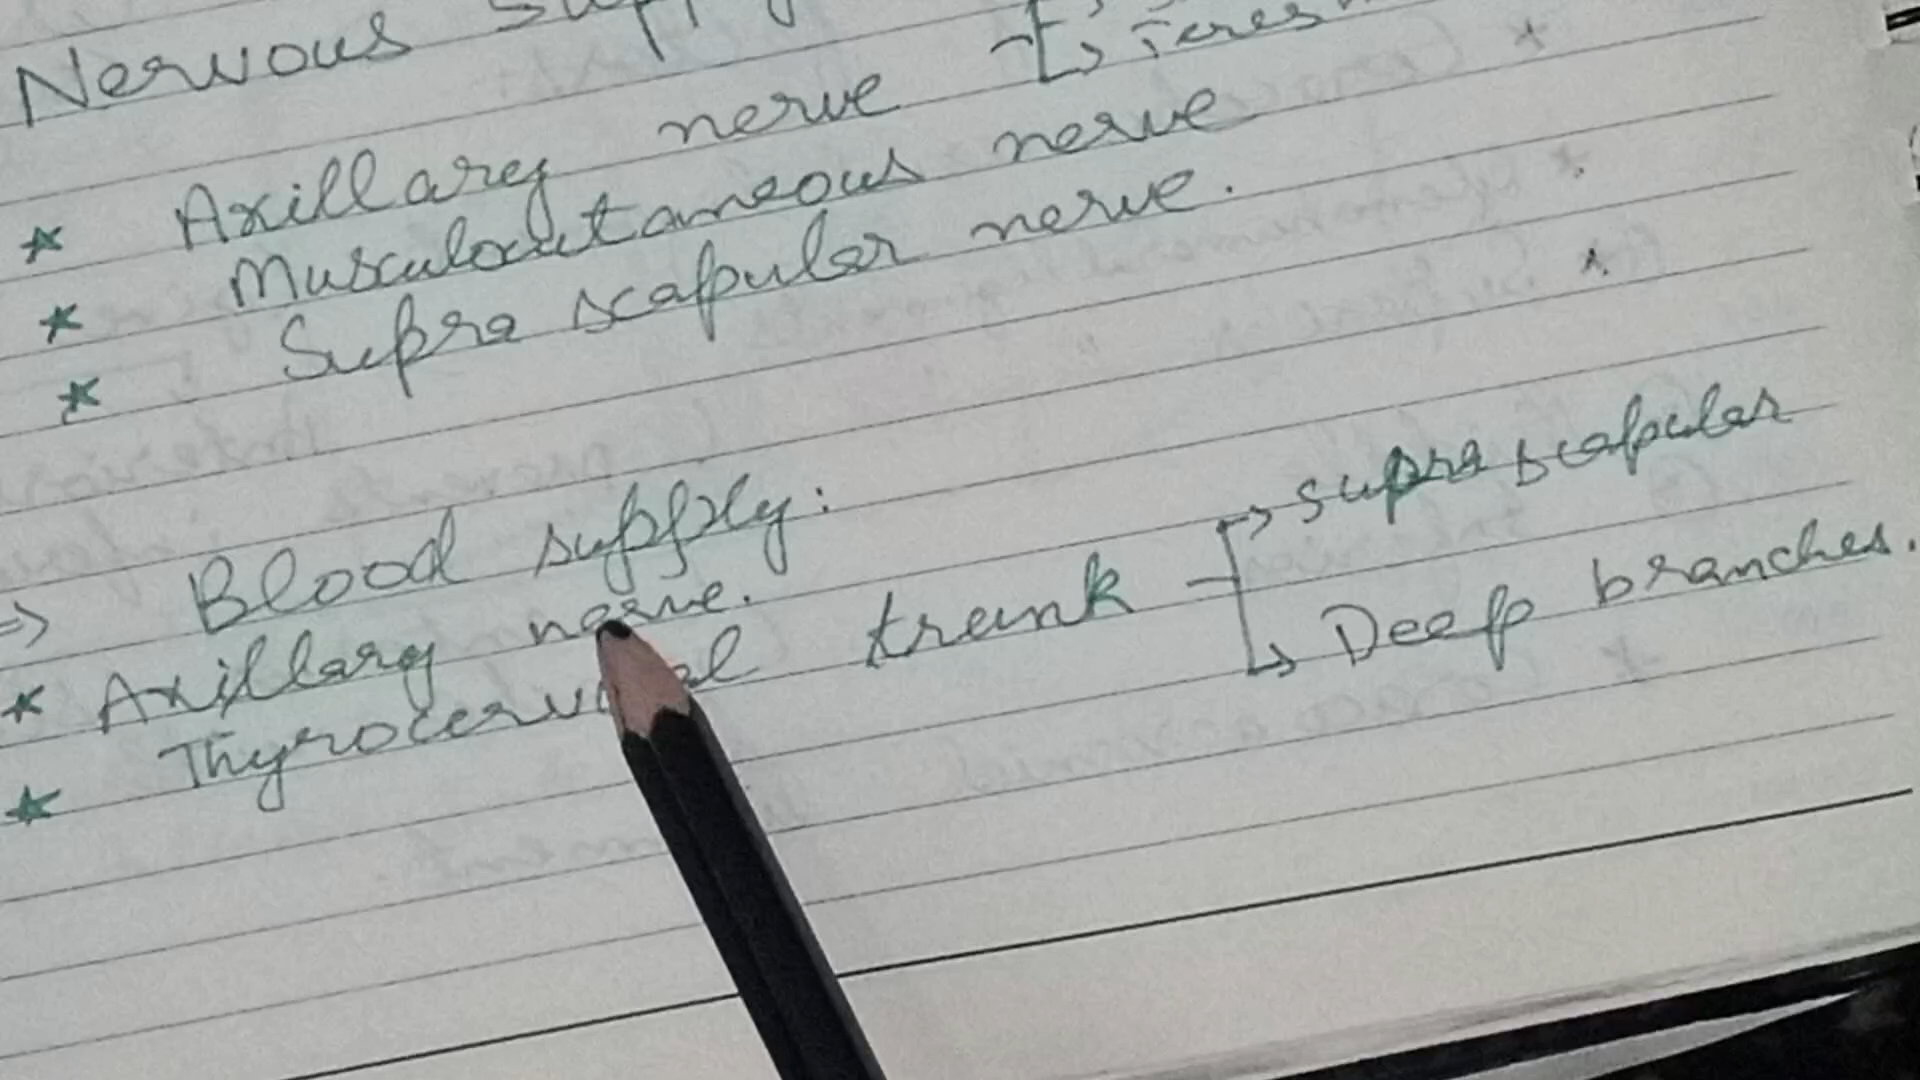 Nervous supply
* Axillary nerve → Teres
* Musculocutaneous nerve
* Supra scapular nerve.
=> Blood supply:
* Axillary nerve.
* Thyrocervical trunk → supra scapular
→ Deep branches.